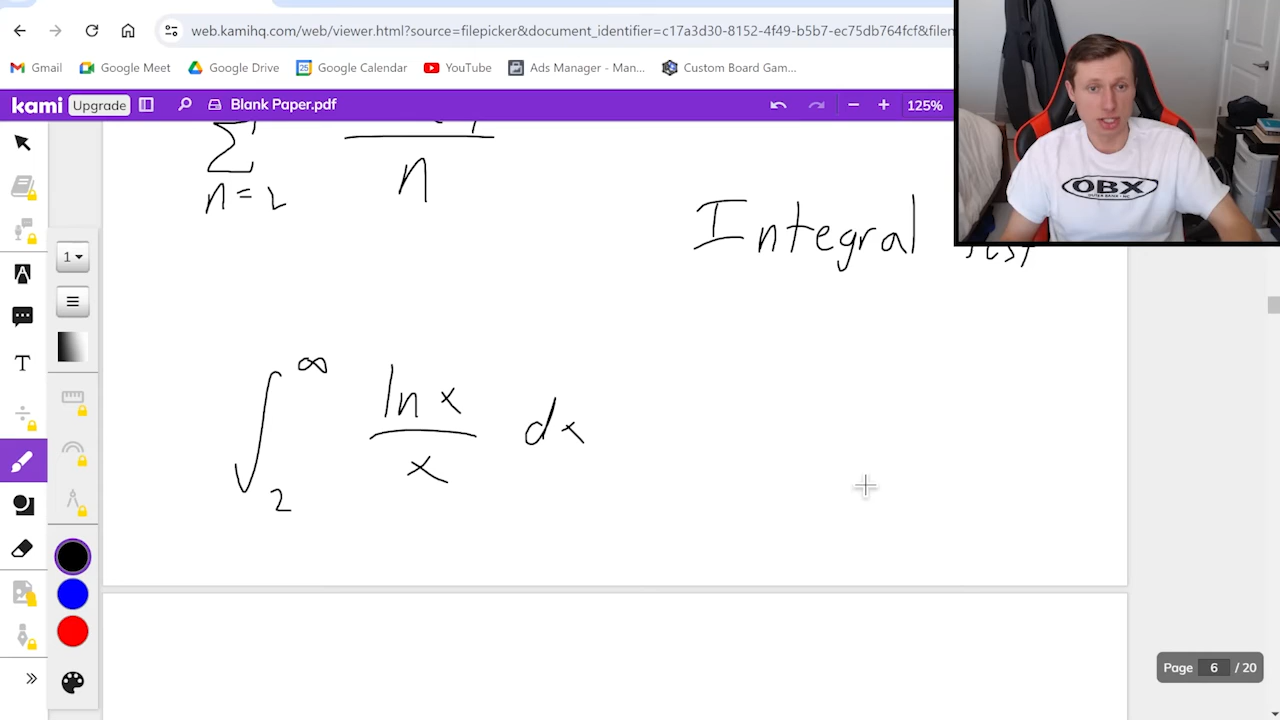 web.kamihq.com/web/viewer.html?source=filepicker&document_identifier=c17a3d30-8152-4f49-b5b7-ec75db764fcf&filen
Gmail Google Meet Google Drive 31 Google Calendar YouTube Ads Manager - Man... Custom Board Gam...
kami Upgrade Blank Paper.pdf 125%
∑
n=2
n
Integral
1
∫ ∞
2
ln x
x
dx
OBX
T
Page 6 / 20